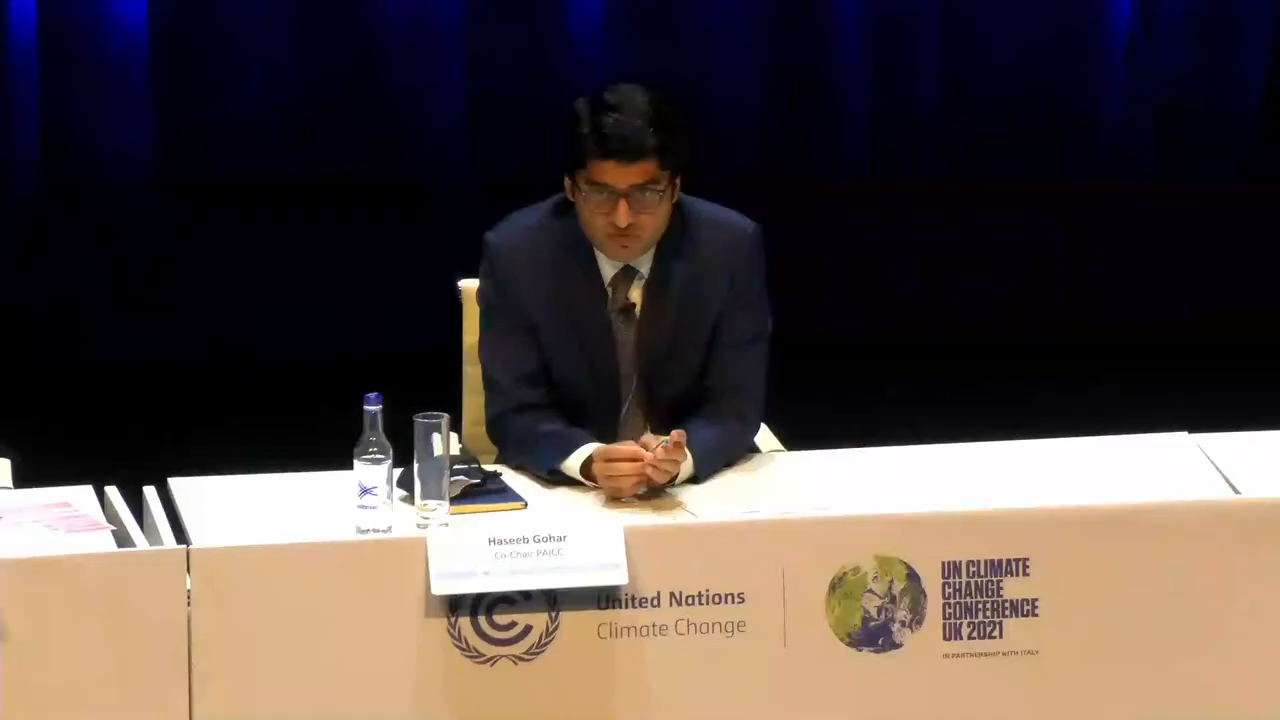 Haseeb Gohar
Co-Chair PAICC
United Nations
Climate Change
UN CLIMATE
CHANGE
CONFERENCE
UK 2021
IN PARTNERSHIP WITH ITALY